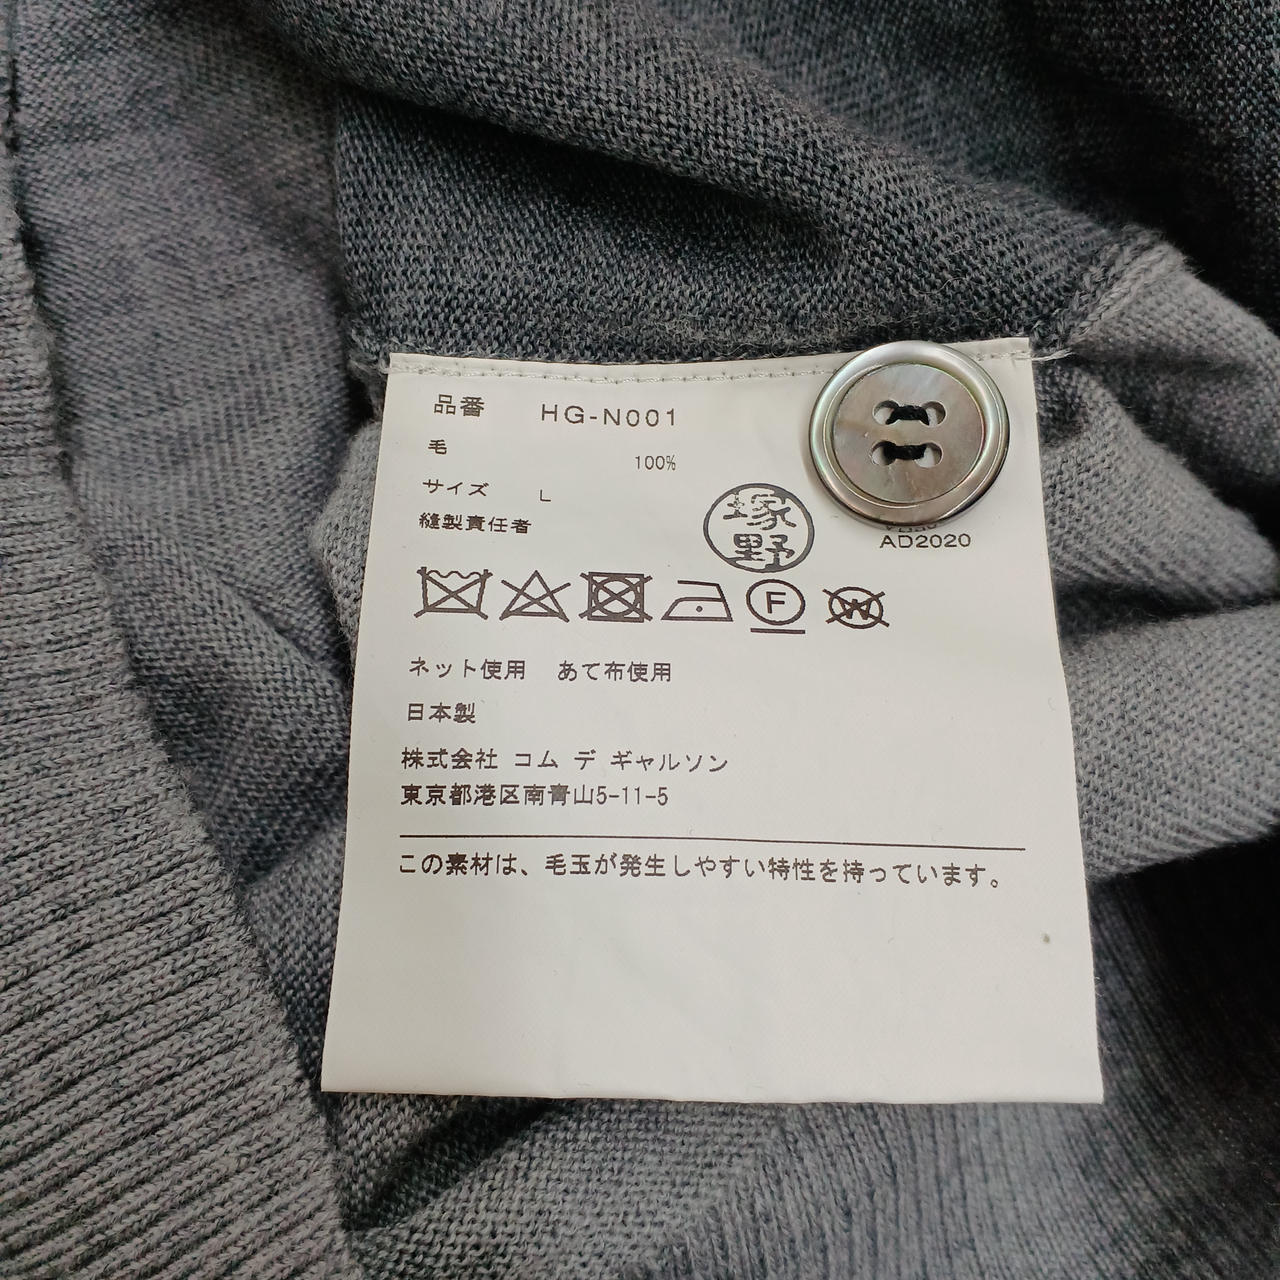 品番 HG-N001
毛 100%
サイズ L
縫製責任者
塚野
AD2020
F
W
ネット使用 あて布使用
日本製
株式会社 コム デ ギャルソン
東京都港区南青山5-11-5
この素材は、毛玉が発生しやすい特性を持っています。